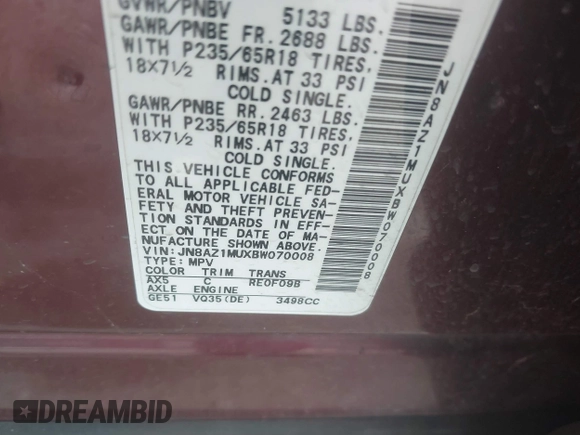 GVWR/PNBV 5133 LBS.
GAWR/PNBE FR. 2688 LBS.
WITH P235/65R18 TIRES,
18X7½ RIMS. AT 33 PSI
COLD SINGLE.
GAWR/PNBE RR. 2463 LBS.
WITH P235/65R18 TIRES,
18X7½ RIMS. AT 33 PSI
COLD SINGLE.
THIS VEHICLE CONFORMS
TO ALL APPLICABLE FED-
ERAL MOTOR VEHICLE SA-
FETY AND THEFT PREVEN-
TION STANDARDS IN EFF-
ECT ON THE DATE OF MA-
NUFACTURE SHOWN ABOVE.
VIN: JN8AZ1MUXBW070008
TYPE: MPV
COLOR TRIM TRANS
AX5 C RE0F09B
AXLE ENGINE
GE51 VQ35(DE) 3498CC
JN8AZ1MUXBW070008
DREAMBID